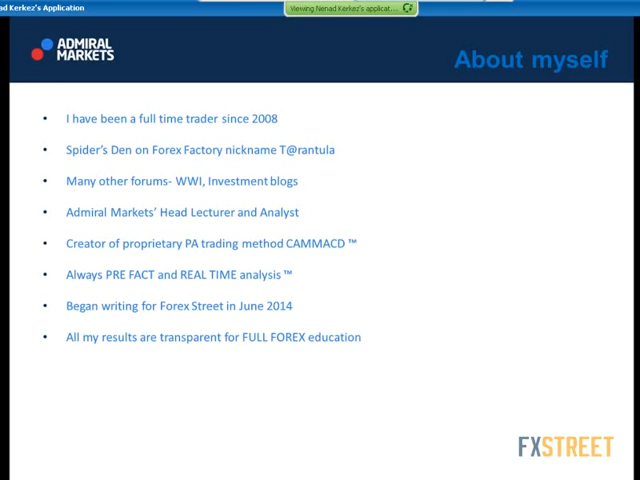 ad Kerkez's Application
Viewing Nenad Kerkez's applicat...
ADMIRAL
MARKETS
About myself
• I have been a full time trader since 2008
• Spider's Den on Forex Factory nickname T@rantula
• Many other forums- WWI, Investment blogs
• Admiral Markets' Head Lecturer and Analyst
• Creator of proprietary PA trading method CAMMACD ™
• Always PRE FACT and REAL TIME analysis ™
• Began writing for Forex Street in June 2014
• All my results are transparent for FULL FOREX education
FXSTREET